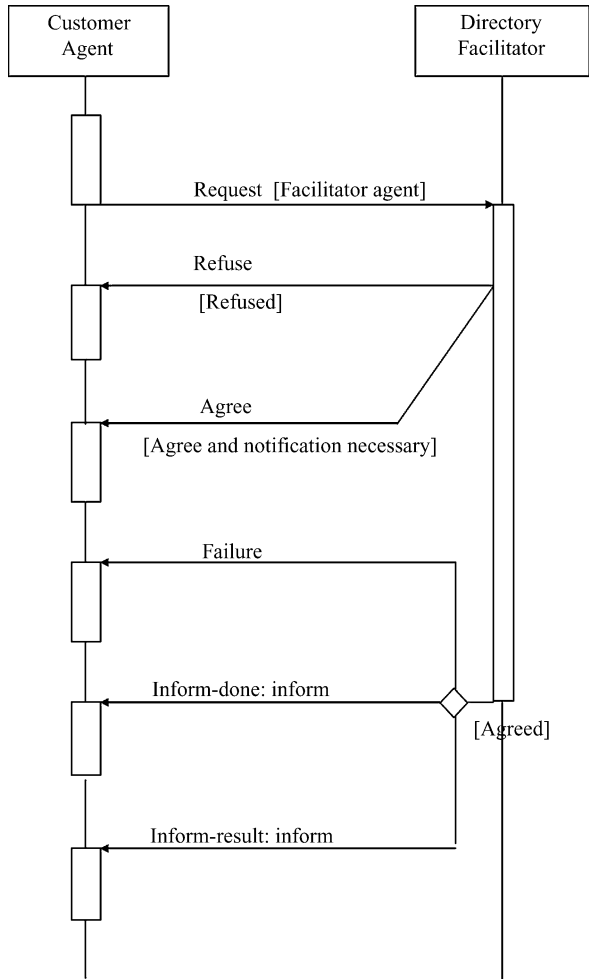 Customer
Agent
Directory
Facilitator
Request [Facilitator agent]
Refuse
[Refused]
Agree
[Agree and notification necessary]
Failure
Inform-done: inform
[Agreed]
Inform-result: inform